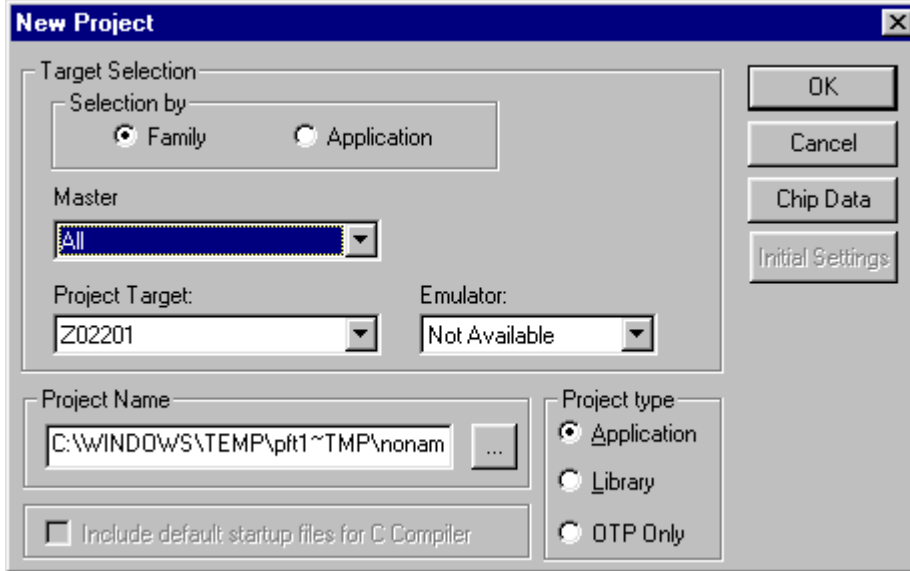 New Project
Target Selection
Selection by
Family
Application
Master
All
Project Target:
Z02201
Emulator:
Not Available
Project Name
C:\WINDOWS\TEMP\pft1~TMP\nonam
...
Include default startup files for C Compiler
Project type
Application
Library
OTP Only
OK
Cancel
Chip Data
Initial Settings